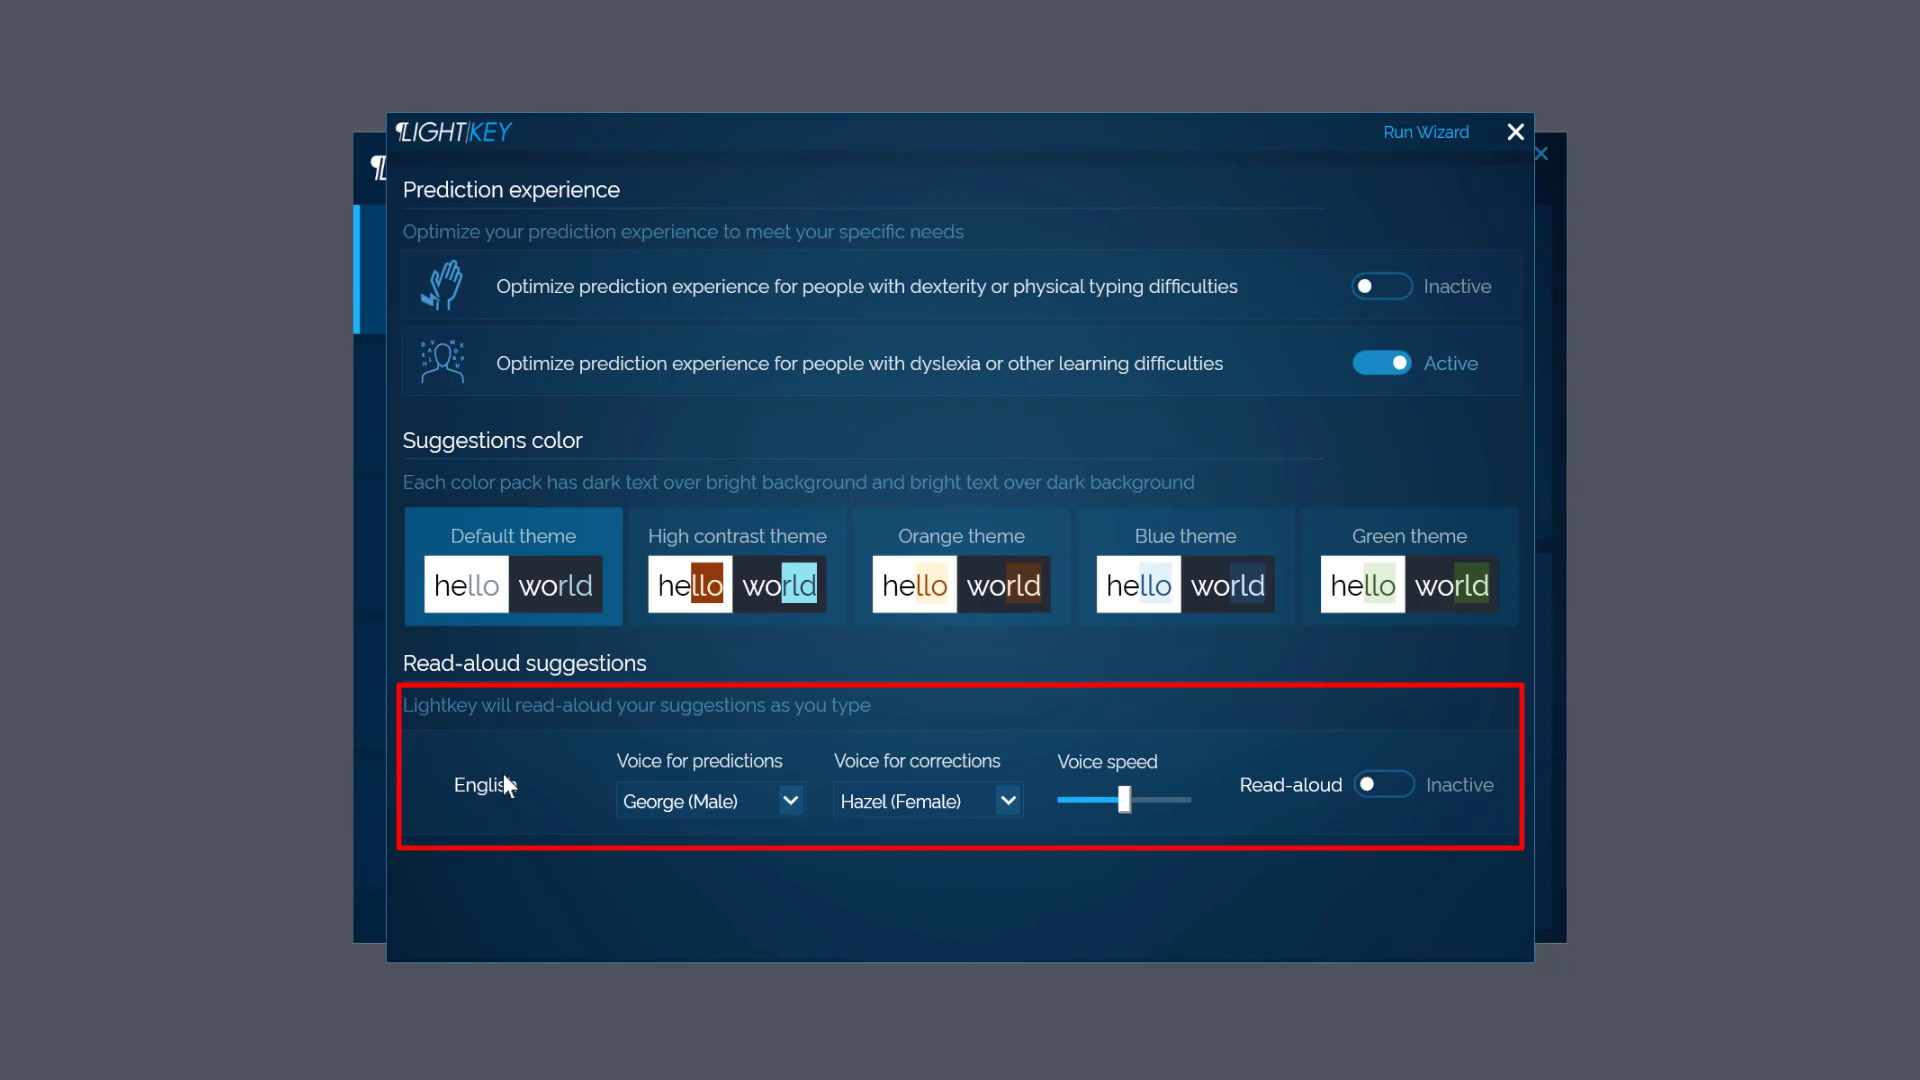 LIGHT|KEY
Run Wizard
Prediction experience
Optimize your prediction experience to meet your specific needs
Optimize prediction experience for people with dexterity or physical typing difficulties
Inactive
Optimize prediction experience for people with dyslexia or other learning difficulties
Active
Suggestions color
Each color pack has dark text over bright background and bright text over dark background
Default theme
hello world
High contrast theme
hello world
Orange theme
hello world
Blue theme
hello world
Green theme
hello world
Read-aloud suggestions
Lightkey will read-aloud your suggestions as you type
English
Voice for predictions
George (Male)
Voice for corrections
Hazel (Female)
Voice speed
Read-aloud
Inactive